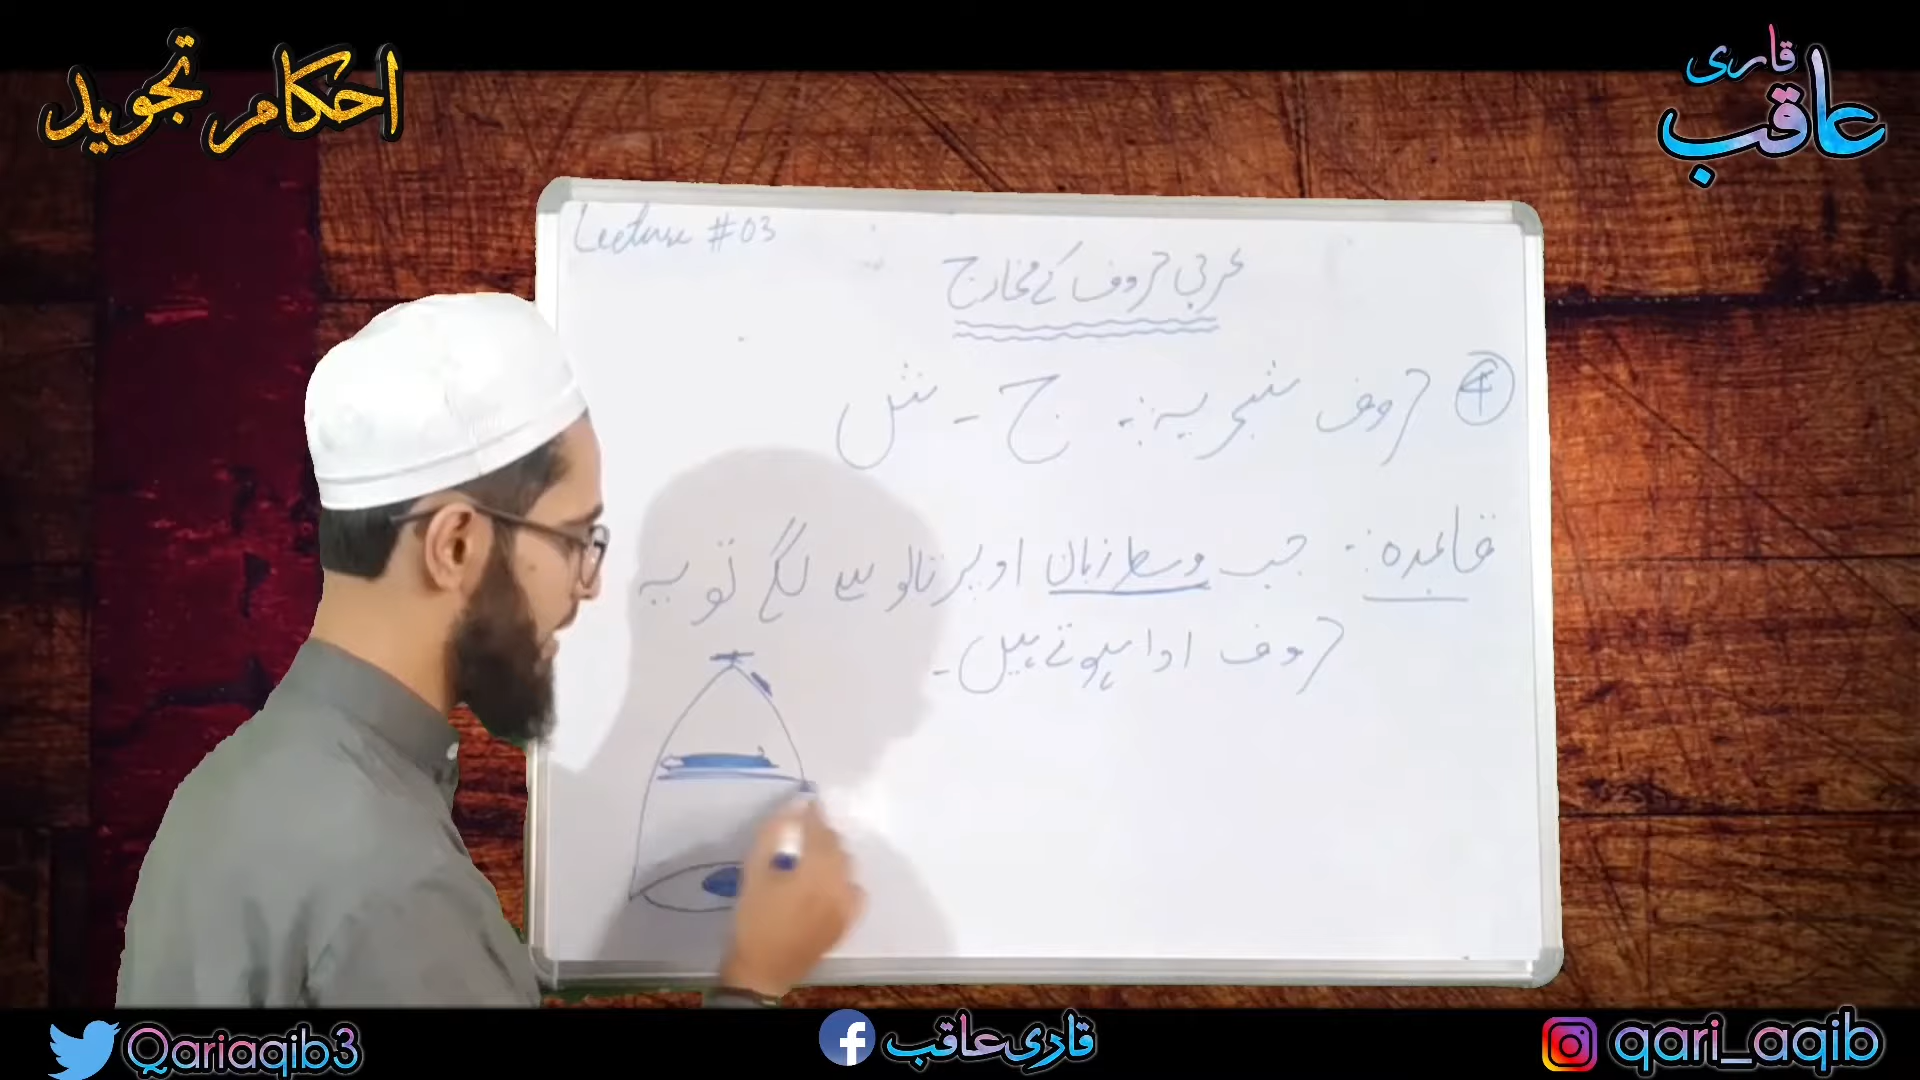 احکام تجوید
قاری عاقب
Lecture #03
عربی حروف کے مخارج
④ حروف شجریہ:۔ ج - ش
قاعدہ:۔ جب وسط زبان اوپر تالو سے لگے تو یہ
حروف ادا ہوتے ہیں۔
Qariaqib3
قاری عاقب
qari_aqib